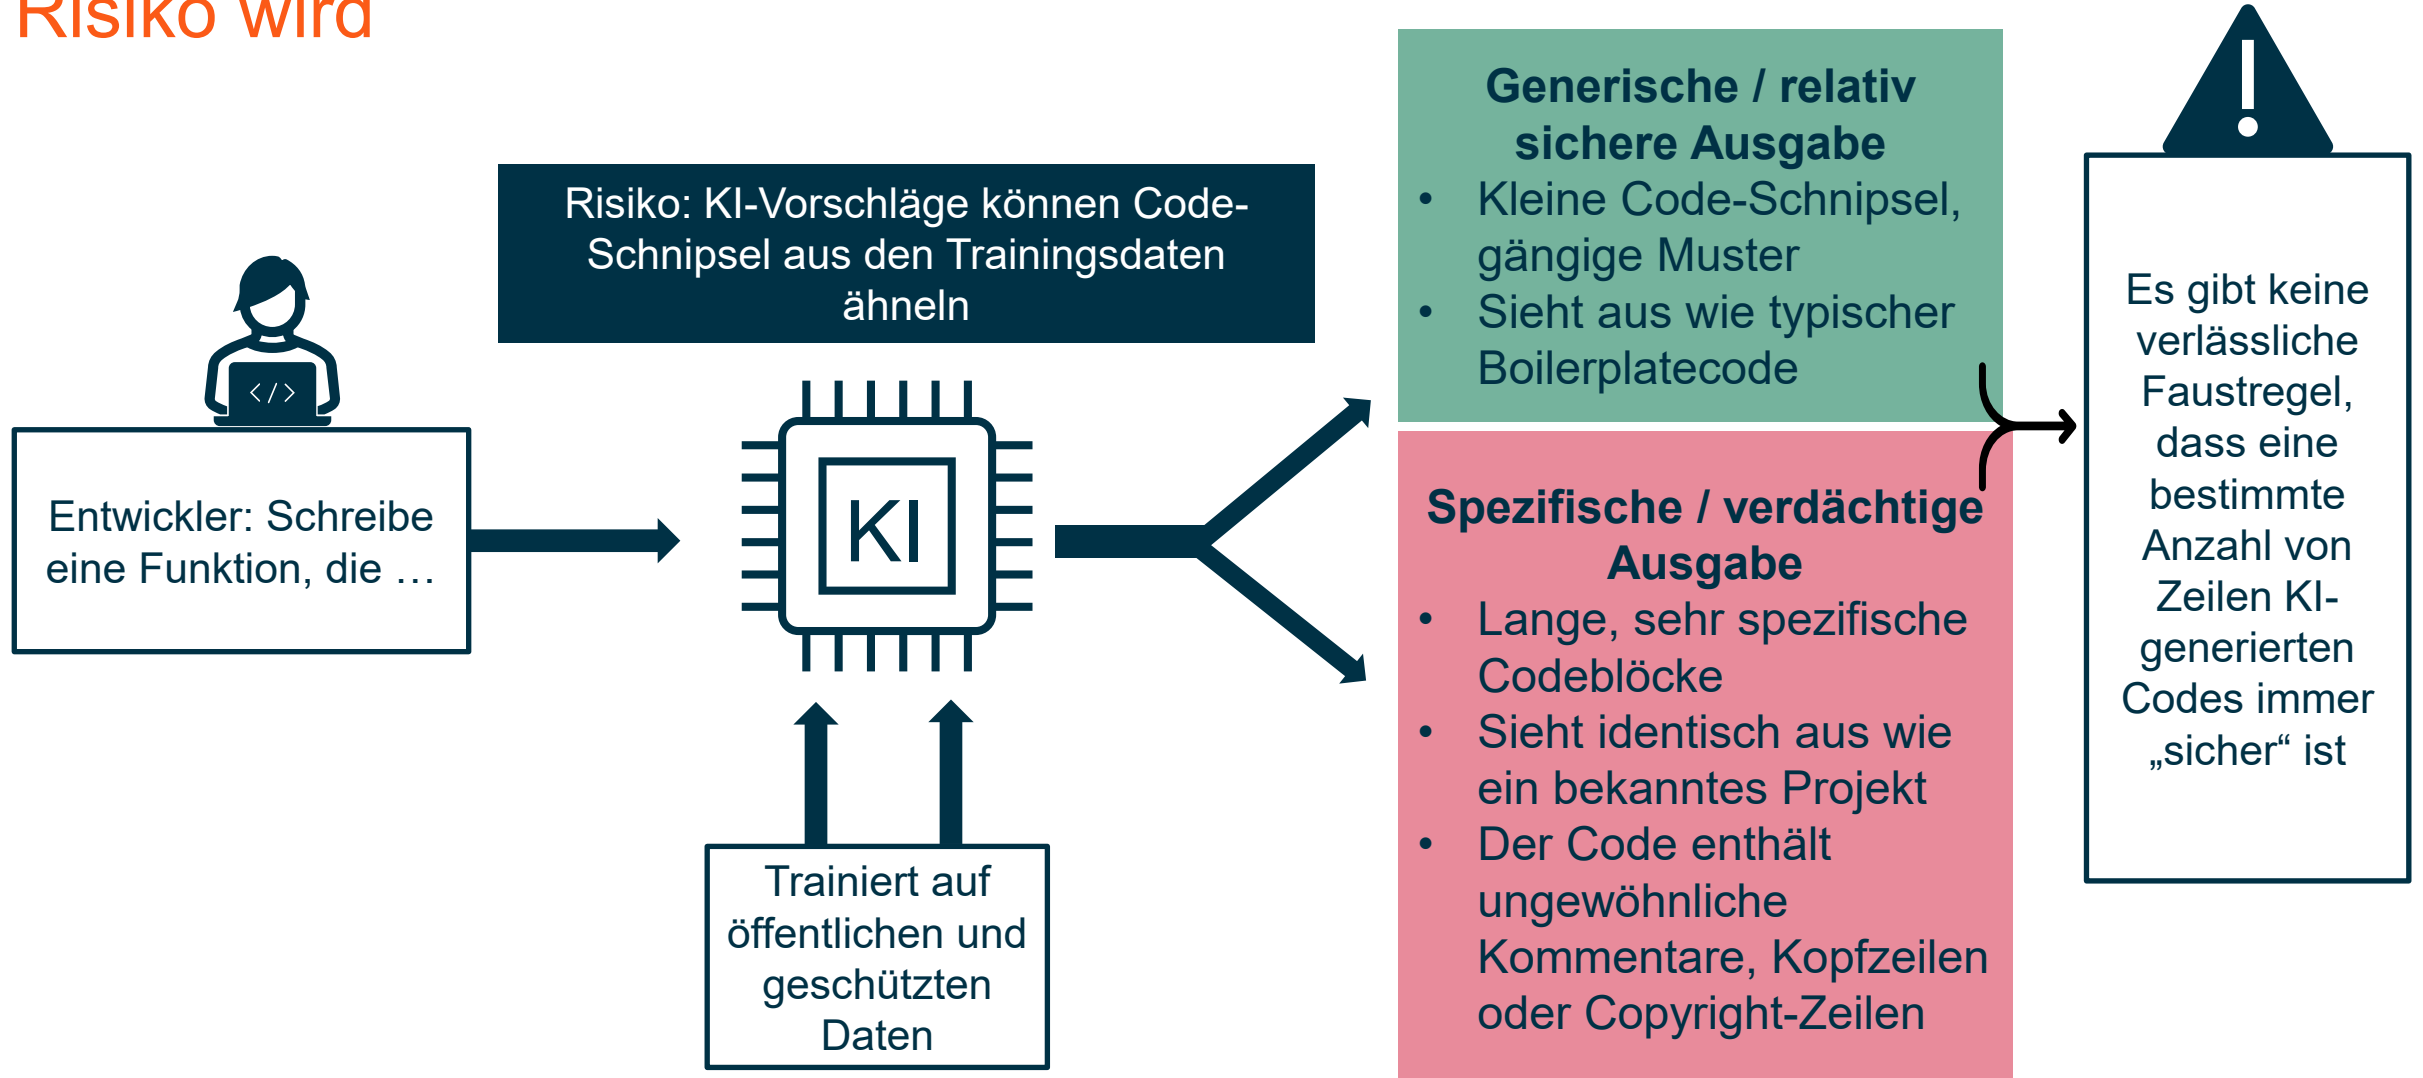 Risiko wird
Risiko: KI-Vorschläge können Code-
Schnipsel aus den Trainingsdaten
ähneln
</>
Entwickler: Schreibe
eine Funktion, die …
KI
Trainiert auf
öffentlichen und
geschützten
Daten
Generische / relativ
sichere Ausgabe
• Kleine Code-Schnipsel,
gängige Muster
• Sieht aus wie typischer
Boilerplatecode
Spezifische / verdächtige
Ausgabe
• Lange, sehr spezifische
Codeblöcke
• Sieht identisch aus wie
ein bekanntes Projekt
• Der Code enthält
ungewöhnliche
Kommentare, Kopfzeilen
oder Copyright-Zeilen
!
Es gibt keine
verlässliche
Faustregel,
dass eine
bestimmte
Anzahl von
Zeilen KI-
generierten
Codes immer
„sicher“ ist